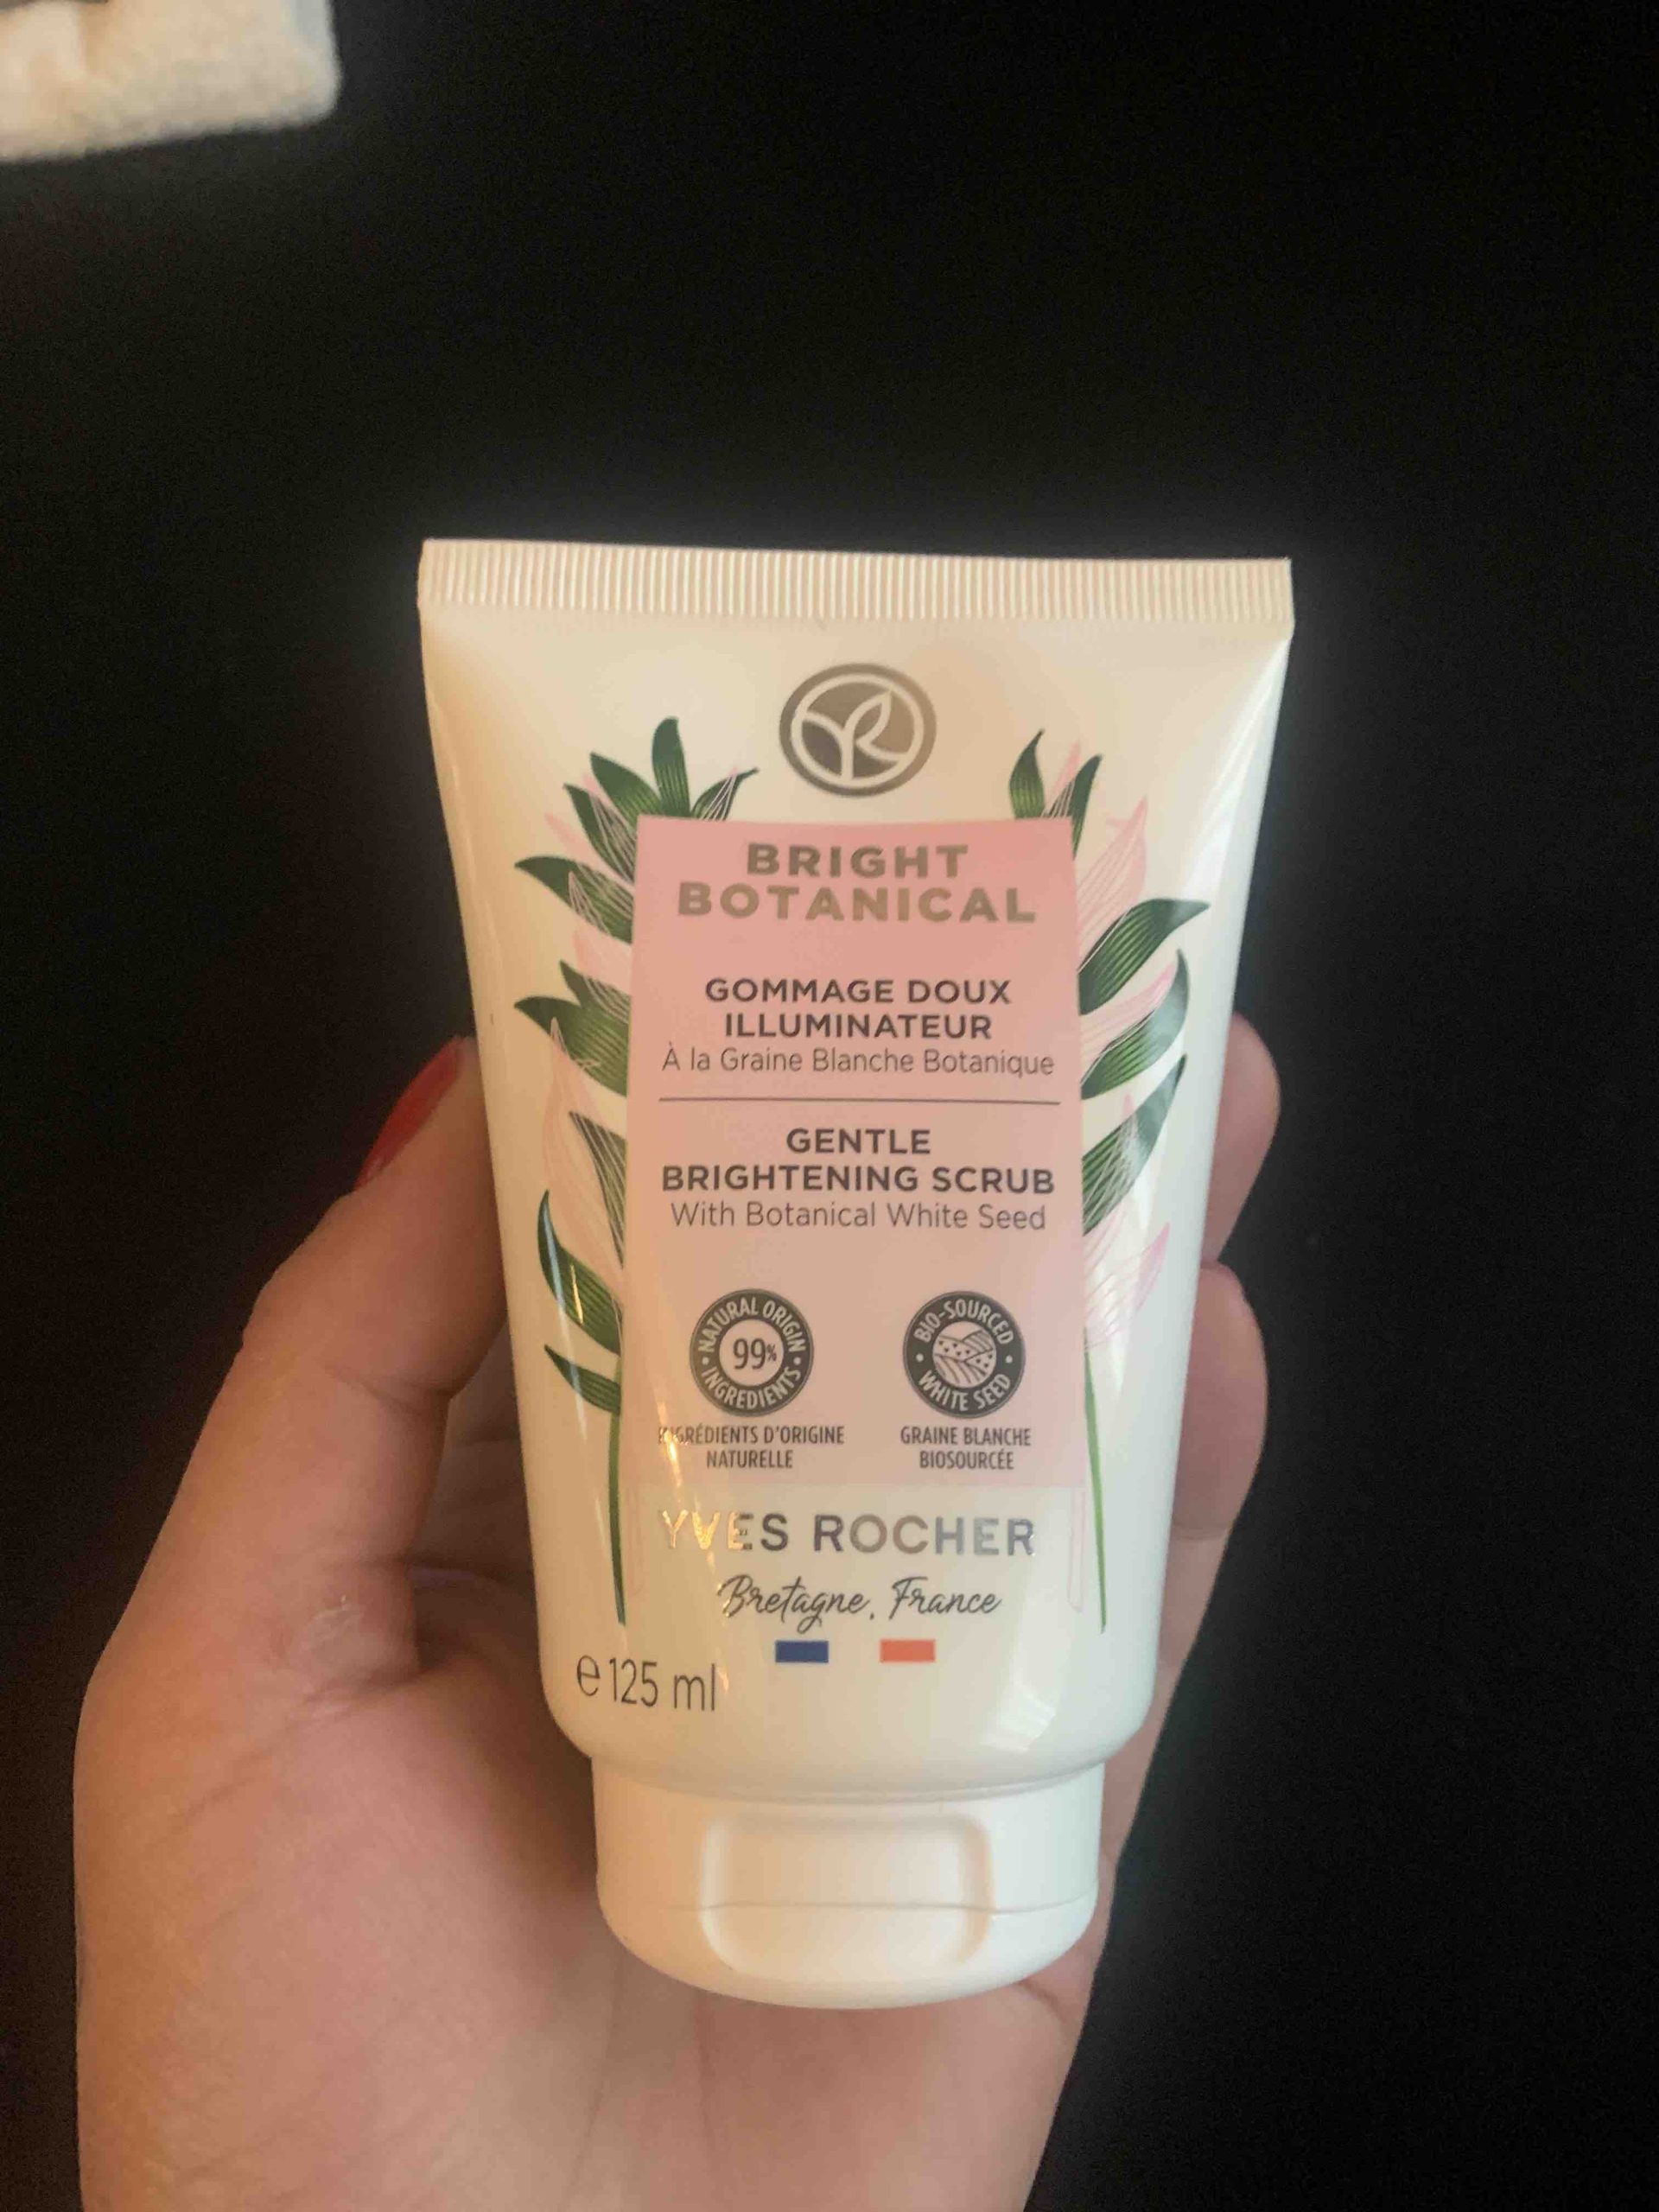 BRIGHT
BOTANICAL
GOMMAGE DOUX
ILLUMINATEUR
À la Graine Blanche Botanique
GENTLE
BRIGHTENING SCRUB
With Botanical White Seed
NATURAL ORIGIN
99%
INGREDIENTS
BIO-SOURCED
WHITE SEED
INGRÉDIENTS D'ORIGINE
NATURELLE
GRAINE BLANCHE
BIOSOURCÉE
YVES ROCHER
Bretagne, France
e 125 ml